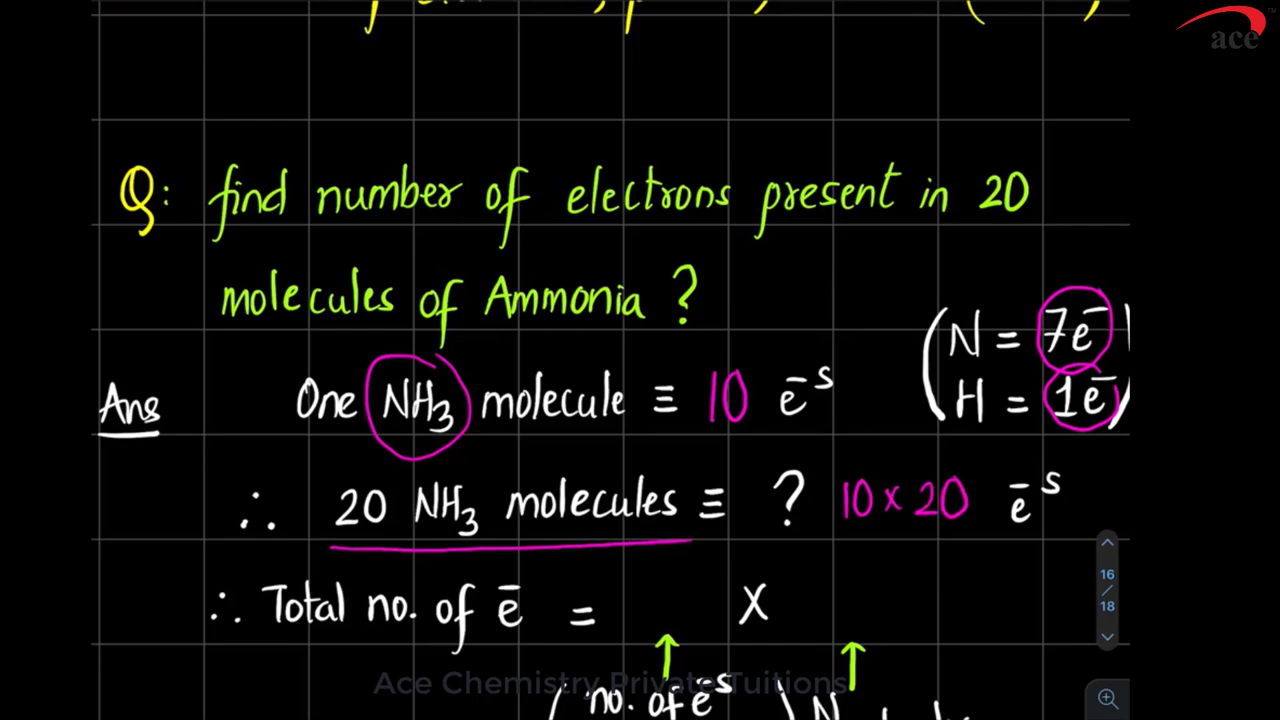 ace
Q: find number of electrons present in 20
molecules of Ammonia ?
(N = 7e⁻)
Ans One NH₃ molecule ≡ 10 e⁻s
(H = 1e⁻)
∴ 20 NH₃ molecules ≡ ? 10 × 20 e⁻s
16
/
18
∴ Total no. of e⁻ = X
Ace Chemistry Private Tuitions
(no. of e⁻s) N